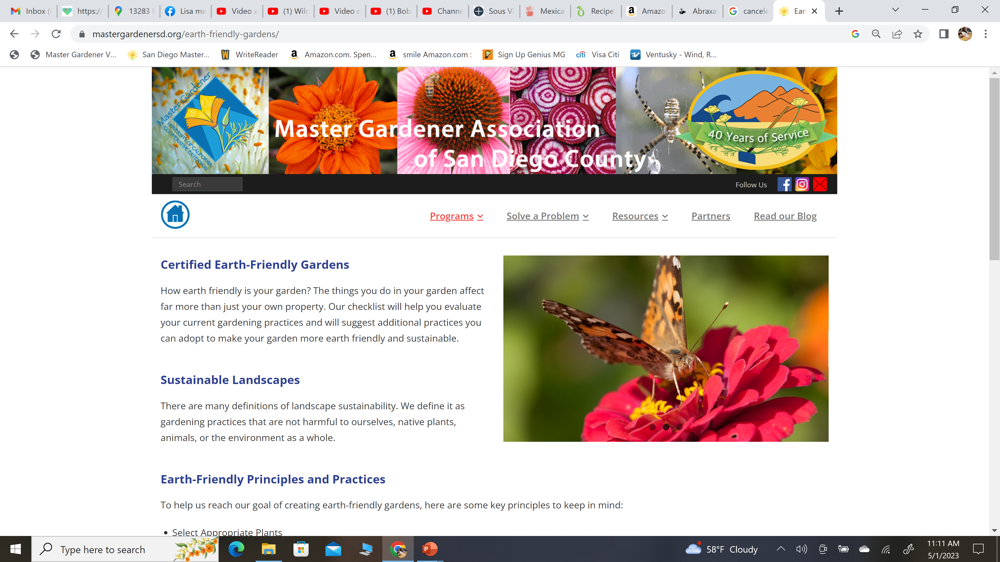 Inbox (
https://
13283 E
Lisa me
Video a
(1) Wild
Video c
(1) Bob
Channe
Sous Vi
Mexica
Recipe:
Amazo
Abraxa
cancele
Ear
mastergardenersd.org/earth-friendly-gardens/
Master Gardener V...
San Diego Master...
WriteReader
Amazon.com. Spen...
smile Amazon.com :
Sign Up Genius MG
citi Visa Citi
Ventusky - Wind, R...
Master Gardener
UNIVERSITY OF CALIFORNIA
COOPERATIVE EXTENSION
Master Gardener Association
of San Diego County
40 Years of Service
Search
Follow Us
Programs
Solve a Problem
Resources
Partners
Read our Blog
Certified Earth-Friendly Gardens
How earth friendly is your garden? The things you do in your garden affect
far more than just your own property. Our checklist will help you evaluate
your current gardening practices and will suggest additional practices you
can adopt to make your garden more earth friendly and sustainable.
Sustainable Landscapes
There are many definitions of landscape sustainability. We define it as
gardening practices that are not harmful to ourselves, native plants,
animals, or the environment as a whole.
Earth-Friendly Principles and Practices
To help us reach our goal of creating earth-friendly gardens, here are some key principles to keep in mind:
• Select Appropriate Plants
Type here to search
58°F Cloudy
11:11 AM
5/1/2023